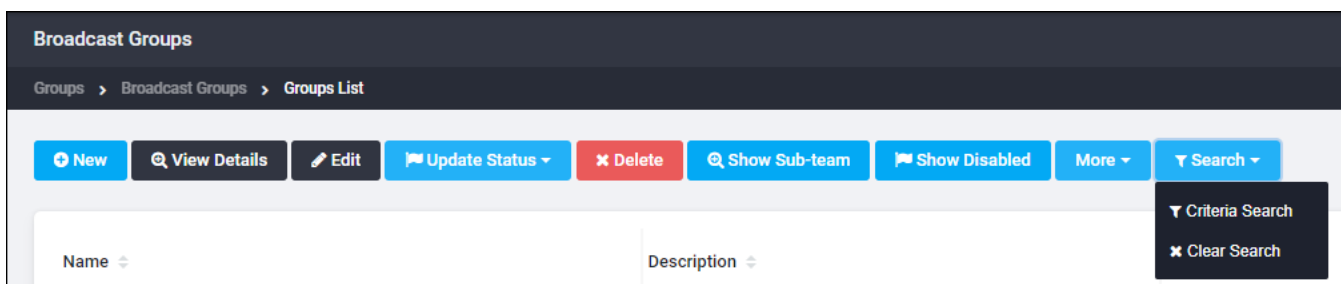 Broadcast Groups
Groups > Broadcast Groups > Groups List
New View Details Edit Update Status Delete Show Sub-team Show Disabled More Search
Criteria Search
Clear Search
Name Description